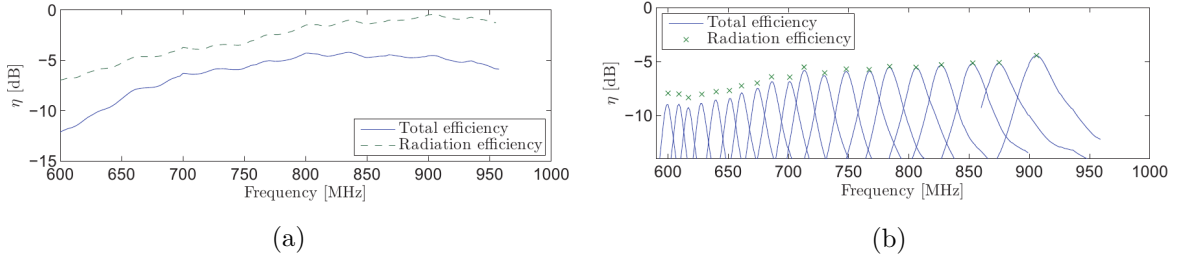 0
−5
−10
−15
η [dB]
Total efficiency
Radiation efficiency
600 650 700 750 800 850 900 950 1000
Frequency [MHz]
(a)
0
−5
−10
η [dB]
Total efficiency
Radiation efficiency
600 650 700 750 800 850 900 950 1000
Frequency [MHz]
(b)